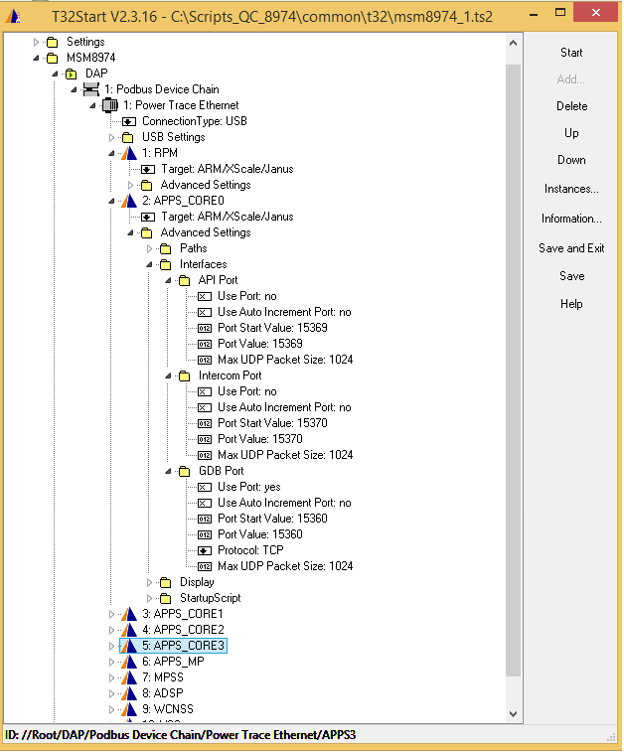 T32Start V2.3.16 - C:\Scripts_QC_8974\common\t32\msm8974_1.ts2
Settings
MSM8974
DAP
1: Podbus Device Chain
1: Power Trace Ethernet
ConnectionType: USB
USB Settings
1: RPM
Target: ARM/XScale/Janus
Advanced Settings
2: APPS_CORE0
Target: ARM/XScale/Janus
Advanced Settings
Paths
Interfaces
API Port
Use Port: no
Use Auto Increment Port: no
Port Start Value: 15369
Port Value: 15369
Max UDP Packet Size: 1024
Intercom Port
Use Port: no
Use Auto Increment Port: no
Port Start Value: 15370
Port Value: 15370
Max UDP Packet Size: 1024
GDB Port
Use Port: yes
Use Auto Increment Port: no
Port Start Value: 15360
Port Value: 15360
Protocol: TCP
Max UDP Packet Size: 1024
Display
StartupScript
3: APPS_CORE1
4: APPS_CORE2
5: APPS_CORE3
6: APPS_MP
7: MPSS
8: ADSP
9: WCNSS
Start
Add...
Delete
Up
Down
Instances...
Information...
Save and Exit
Save
Help
ID: //Root/DAP/Podbus Device Chain/Power Trace Ethernet/APPS3